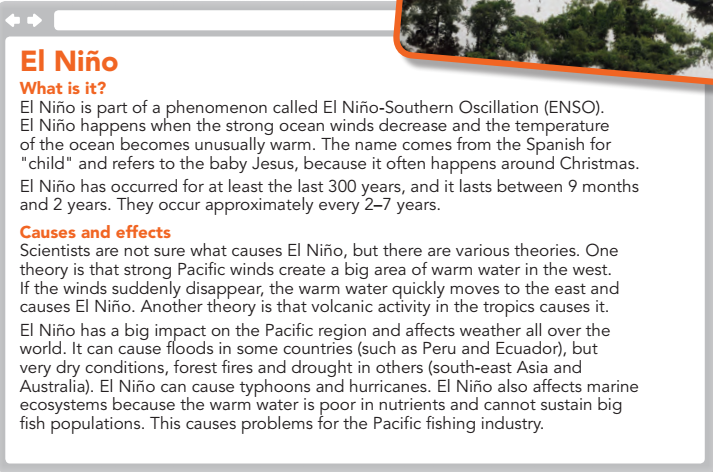 El Niño
What is it?
El Niño is part of a phenomenon called El Niño-Southern Oscillation (ENSO).
El Niño happens when the strong ocean winds decrease and the temperature
of the ocean becomes unusually warm. The name comes from the Spanish for
"child" and refers to the baby Jesus, because it often happens around Christmas.
El Niño has occurred for at least the last 300 years, and it lasts between 9 months
and 2 years. They occur approximately every 2–7 years.
Causes and effects
Scientists are not sure what causes El Niño, but there are various theories. One
theory is that strong Pacific winds create a big area of warm water in the west.
If the winds suddenly disappear, the warm water quickly moves to the east and
causes El Niño. Another theory is that volcanic activity in the tropics causes it.
El Niño has a big impact on the Pacific region and affects weather all over the
world. It can cause floods in some countries (such as Peru and Ecuador), but
very dry conditions, forest fires and drought in others (south-east Asia and
Australia). El Niño can cause typhoons and hurricanes. El Niño also affects marine
ecosystems because the warm water is poor in nutrients and cannot sustain big
fish populations. This causes problems for the Pacific fishing industry.